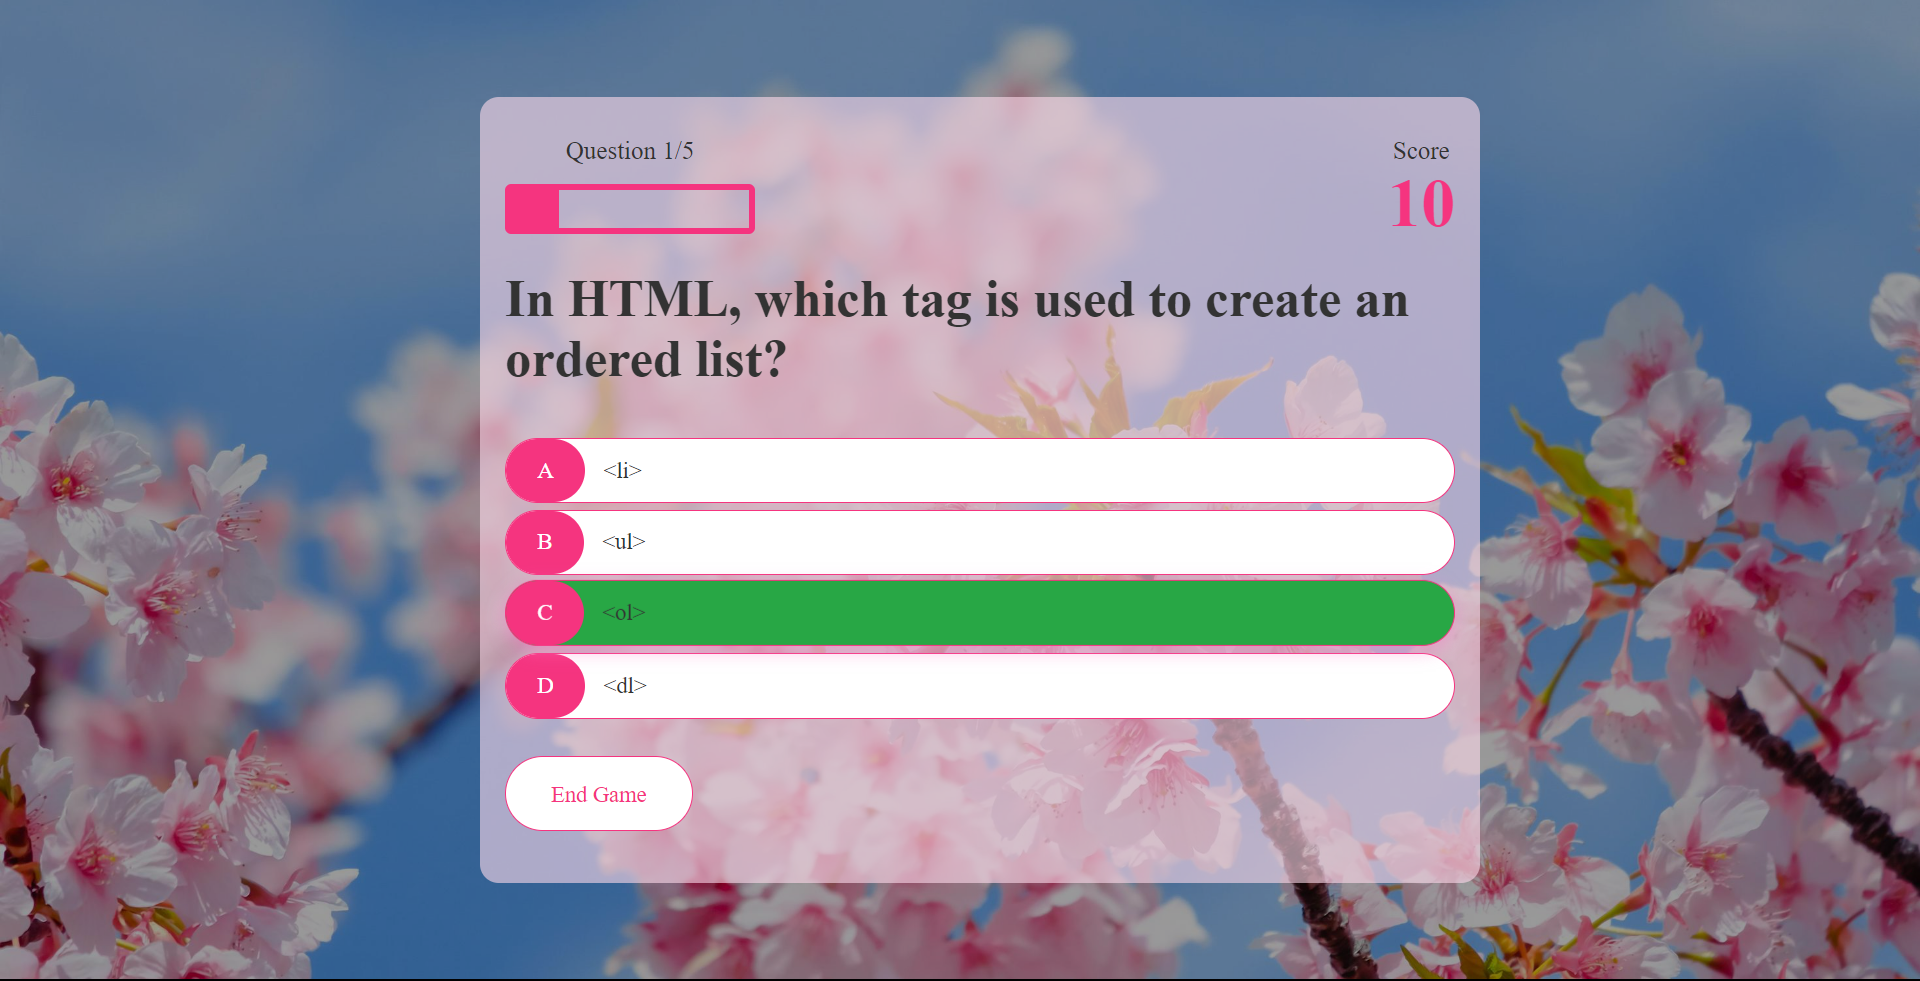 Question 1/5
Score
10
In HTML, which tag is used to create an
ordered list?
A <li>
B <ul>
C <ol>
D <dl>
End Game